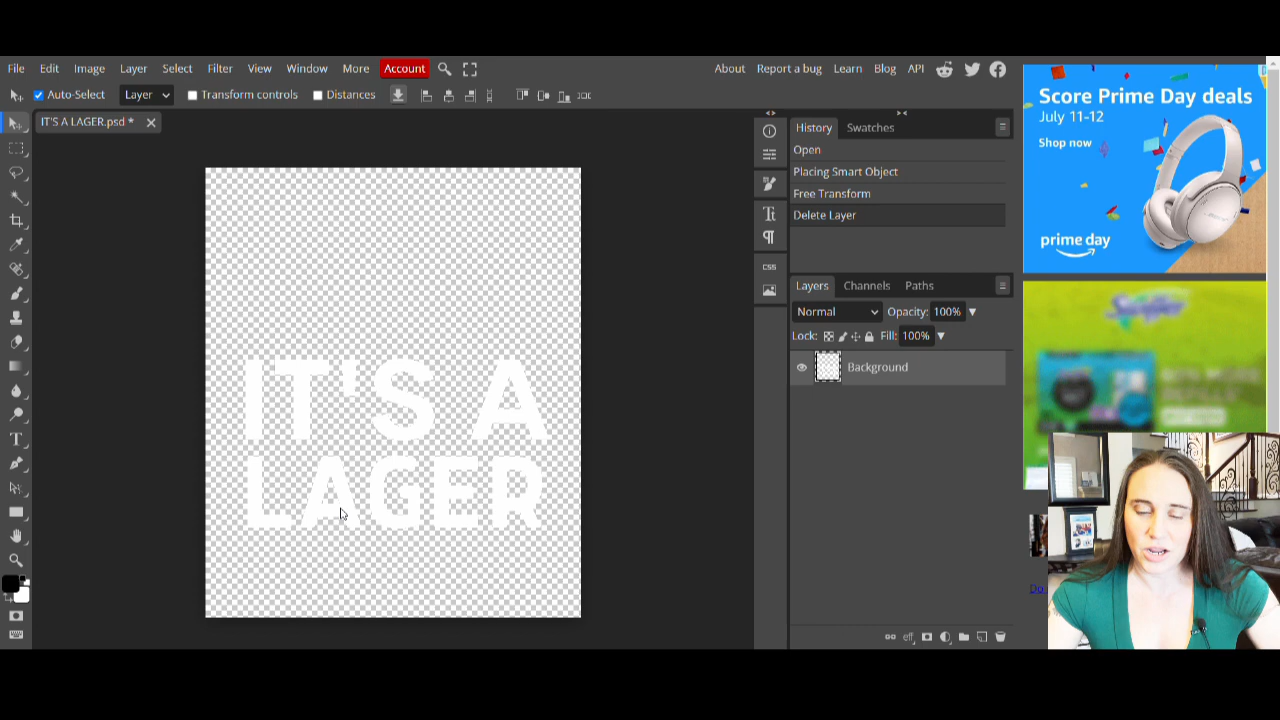 File Edit Image Layer Select Filter View Window More Account
About Report a bug Learn Blog API
Auto-Select Layer Transform controls Distances
IT'S A LAGER.psd *
IT'S A
LAGER
History Swatches
Open
Placing Smart Object
Free Transform
Delete Layer
CSS
Layers Channels Paths
Normal Opacity: 100%
Lock: Fill: 100%
Background
eff
Score Prime Day deals
July 11-12
Shop now
prime day
Swiffer
Do